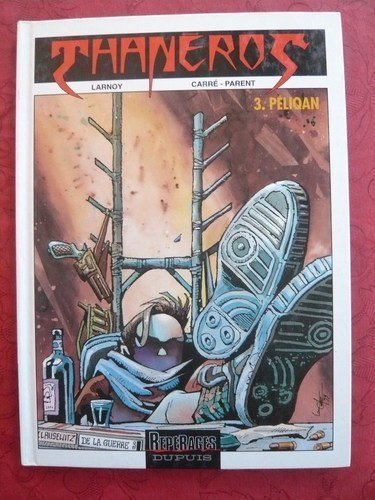 THANEROS
LARNOY CARRÉ - PARENT
3. PÉLIQAN
CLAUSEWITZ DE LA GUERRE
REPÉRAGES
DUPUIS